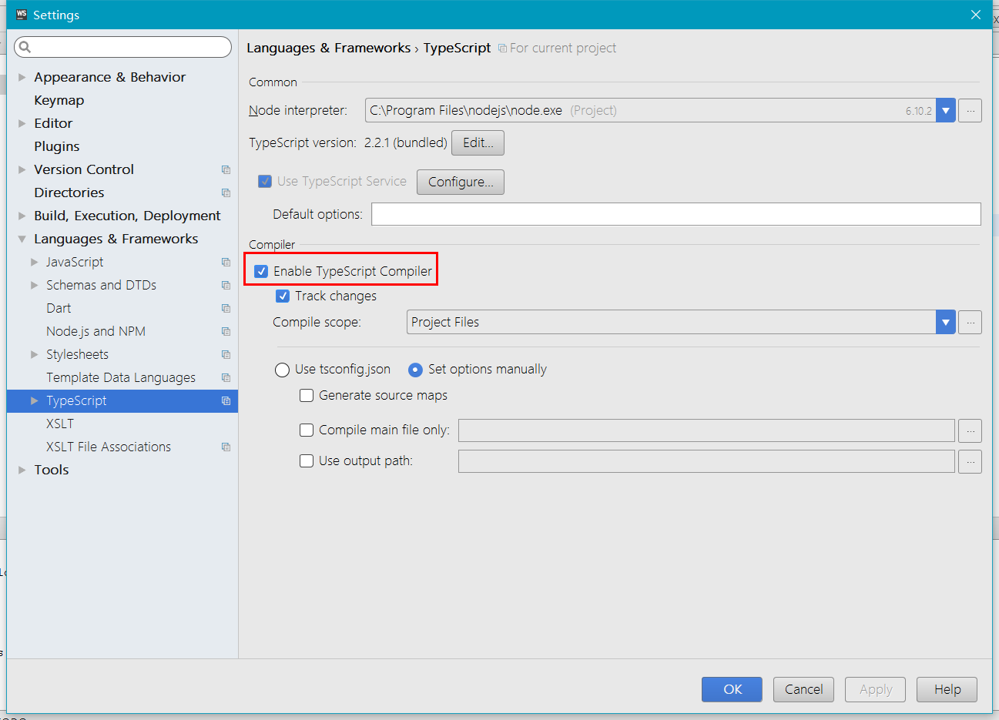 WS Settings
Appearance & Behavior
Keymap
Editor
Plugins
Version Control
Directories
Build, Execution, Deployment
Languages & Frameworks
JavaScript
Schemas and DTDs
Dart
Node.js and NPM
Stylesheets
Template Data Languages
TypeScript
XSLT
XSLT File Associations
Tools
Languages & Frameworks › TypeScript For current project
Common
Node interpreter: C:\Program Files\nodejs\node.exe (Project) 6.10.2 ...
TypeScript version: 2.2.1 (bundled) Edit...
Use TypeScript Service Configure...
Default options:
Compiler
Enable TypeScript Compiler
Track changes
Compile scope: Project Files ...
Use tsconfig.json Set options manually
Generate source maps
Compile main file only: ...
Use output path: ...
OK Cancel Apply Help